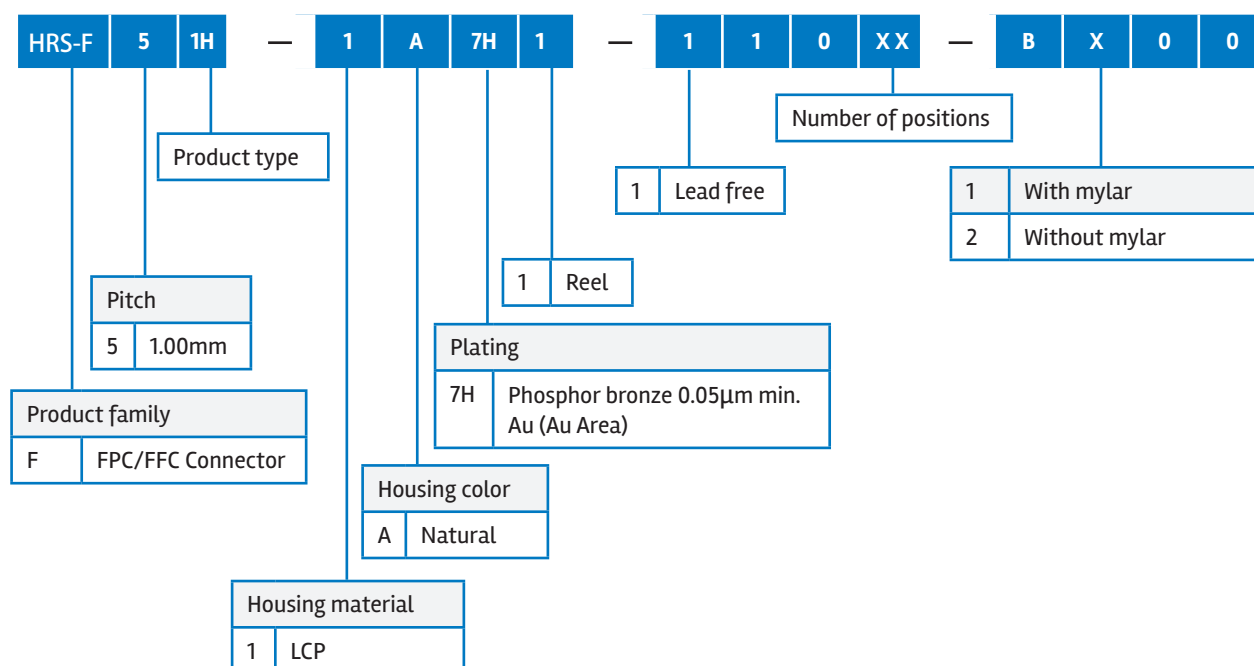 HRS-F 5 1H — 1 A 7H 1 — 1 1 0 XX — B X 0 0
Number of positions
Product type
1 Lead free
1 With mylar
2 Without mylar
1 Reel
Pitch
5 1.00mm
Plating
7H Phosphor bronze 0.05μm min.
Au (Au Area)
Product family
F FPC/FFC Connector
Housing color
A Natural
Housing material
1 LCP